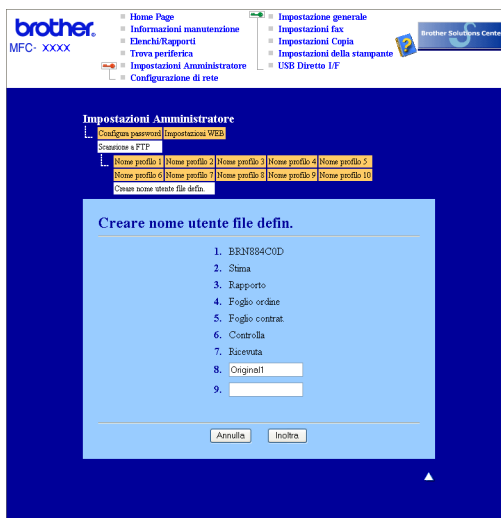 brother.
MFC- XXXX
Home Page
Informazioni manutenzione
Elenchi/Rapporti
Trova periferica
Impostazioni Amministratore
Configurazione di rete
Impostazione generale
Impostazioni fax
Impostazioni Copia
Impostazioni della stampante
USB Diretto I/F
Brother Solutions Cente
Impostazioni Amministratore
Configura password Impostazioni WEB
Scansione a FTP
Nome profilo 1 Nome profilo 2 Nome profilo 3 Nome profilo 4 Nome profilo 5
Nome profilo 6 Nome profilo 7 Nome profilo 8 Nome profilo 9 Nome profilo 10
Creare nome utente file defin.
Creare nome utente file defin.
1. BRN884C0D
2. Stima
3. Rapporto
4. Foglio ordine
5. Foglio contrat.
6. Controlla
7. Ricevuta
8. Original1
9.
Annulla Inoltra